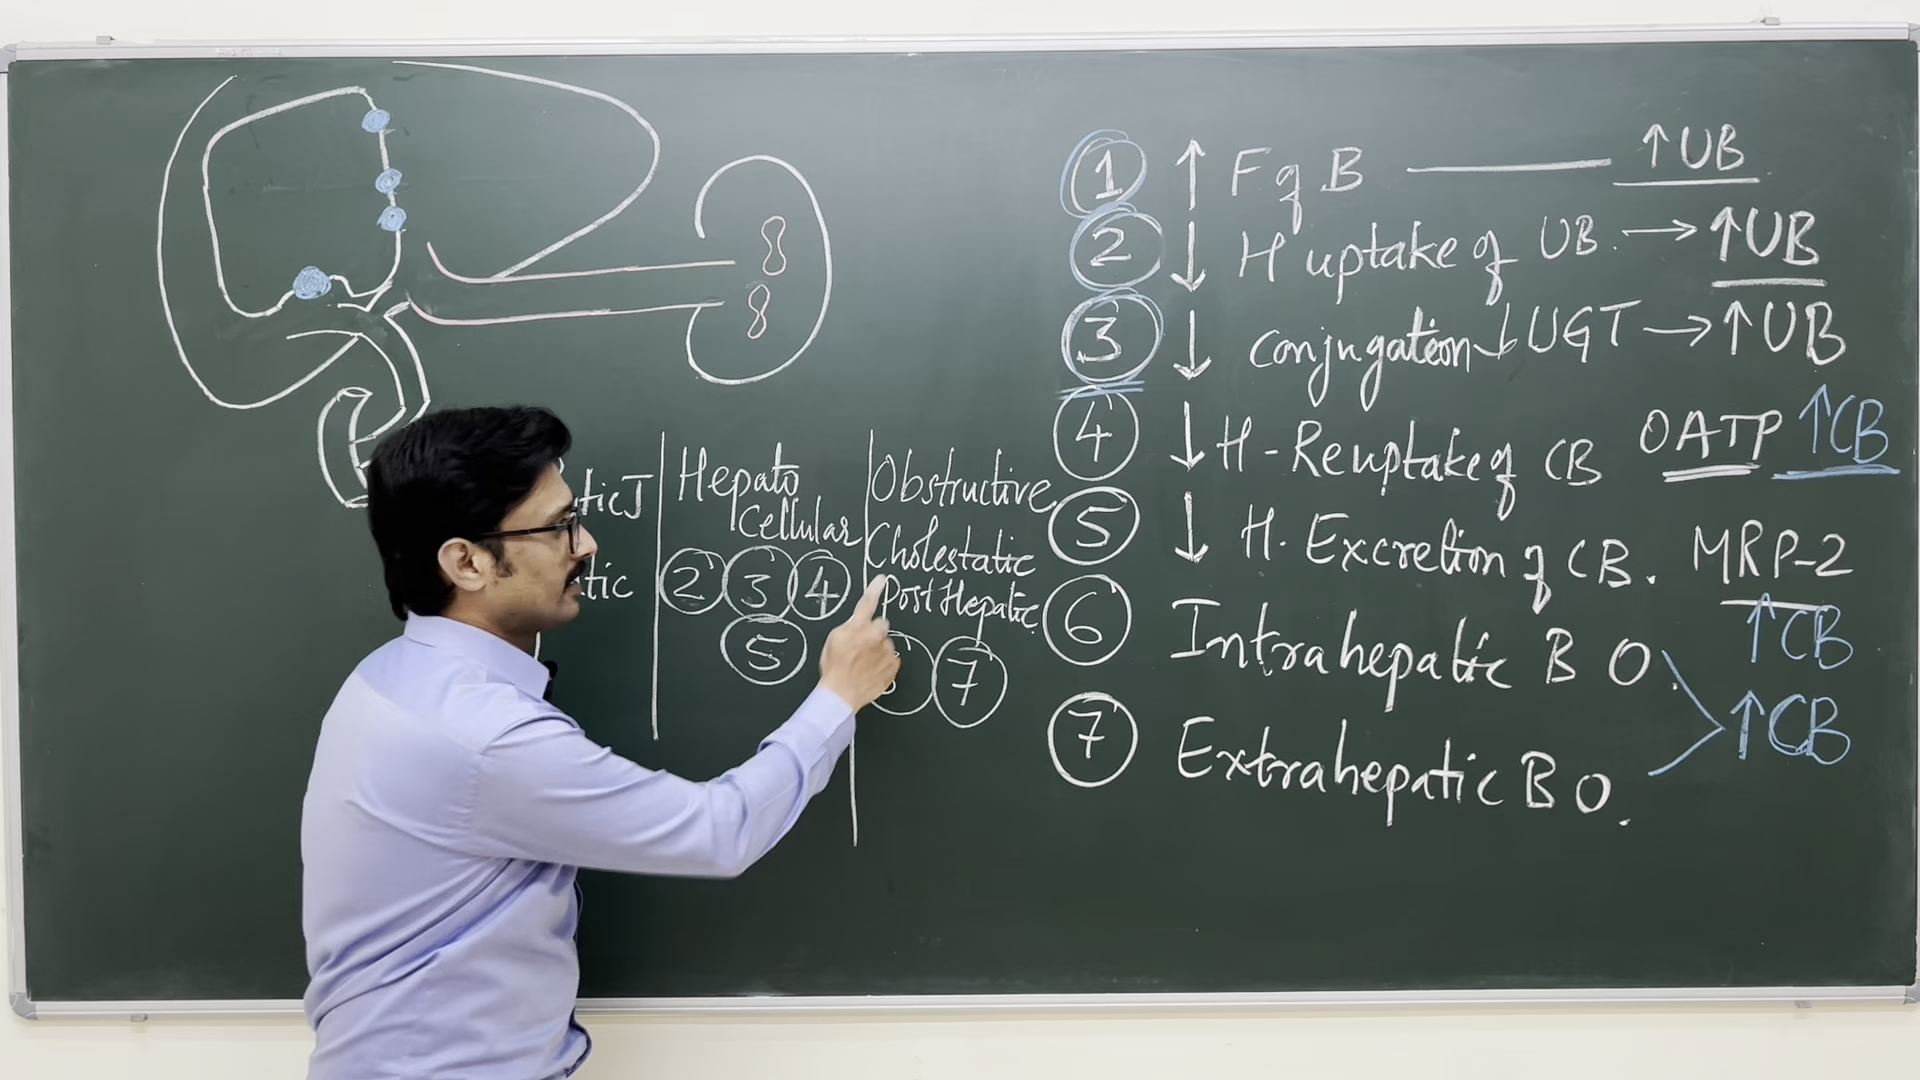 1 ↑ F of B — ↑UB
2 ↓ H uptake of UB. → ↑UB
3 ↓ Conjugation ↓ UGT → ↑UB
4 ↓ H-Reuptake of CB OATP ↑CB
5 ↓ H. Excretion of CB. MRP-2
↑CB
6 Intrahepatic B O.
↑CB
7 Extrahepatic B O.
ticJ
tic
Hepato
Cellular
2 3 4
5
Obstructive
Cholestatic
Post Hepatic
7